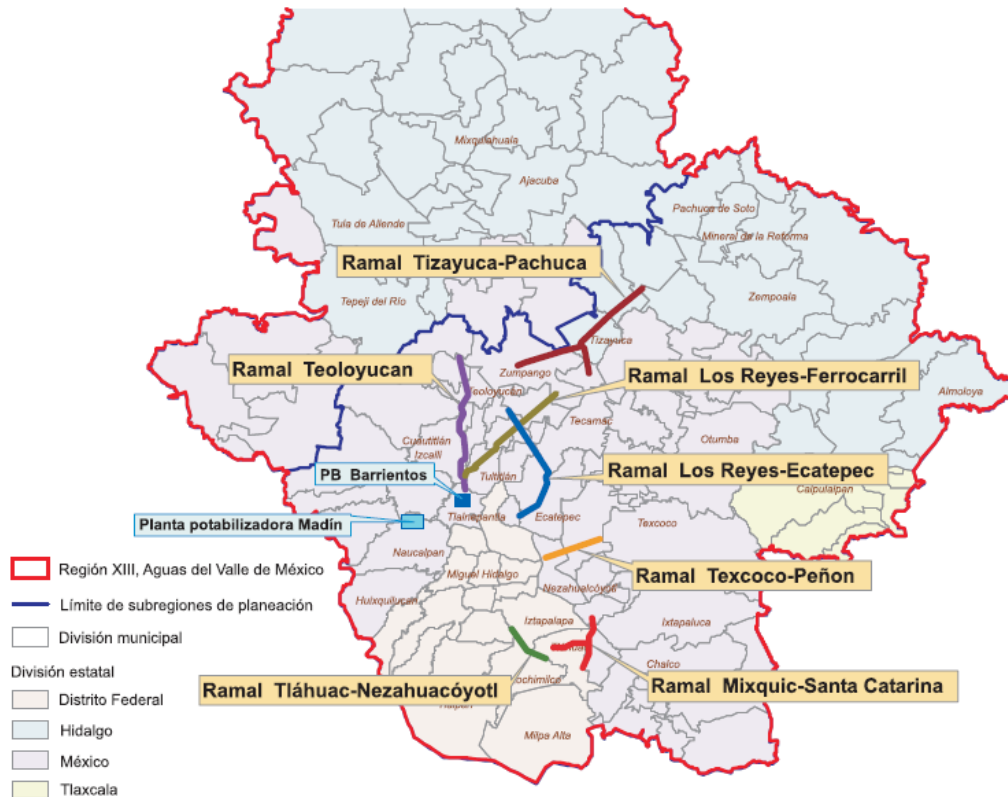 Mixquiahuala
Ajacuba
Tula de Allende
Pachuca de Soto
Mineral de la Reforma
Ramal Tizayuca-Pachuca
Tepeji del Río
Zempoala
Tizayuca
Zumpango
Ramal Teoloyucan
Teoloyucan
Ramal Los Reyes-Ferrocarril
Almoloya
Tecamac
Otumba
Cuautitlán
Izcalli
PB Barrientos
Tultitlán
Ramal Los Reyes-Ecatepec
Calpulalpan
Planta potabilizadora Madín
Tlalnepantla
Ecatepec
Texcoco
Naucalpan
Región XIII, Aguas del Valle de México
Miguel Hidalgo
Ramal Texcoco-Peñon
Nezahualcóyotl
Huixquilucan
Límite de subregiones de planeación
Iztapalapa
Ixtapaluca
División municipal
Chalco
División estatal
Ramal Tláhuac-Nezahuacóyotl
ochimilco
Ramal Mixquic-Santa Catarina
Distrito Federal
Hidalgo
Milpa Alta
México
Tlaxcala